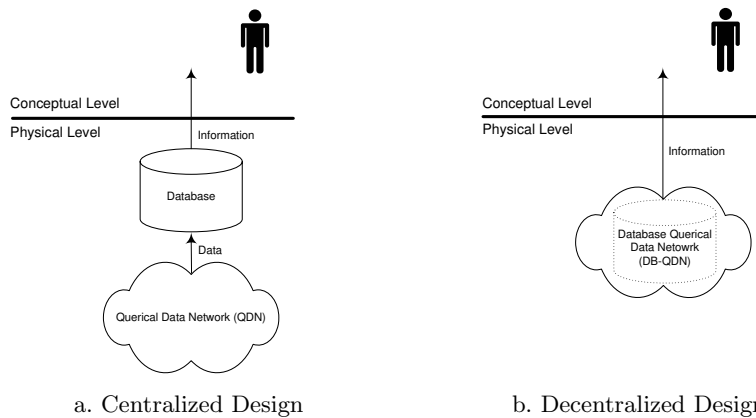 Conceptual Level
Physical Level
Information
Database
Data
Querical Data Network (QDN)
a. Centralized Design
Conceptual Level
Physical Level
Information
Database Querical
Data Netowrk
(DB-QDN)
b. Decentralized Design